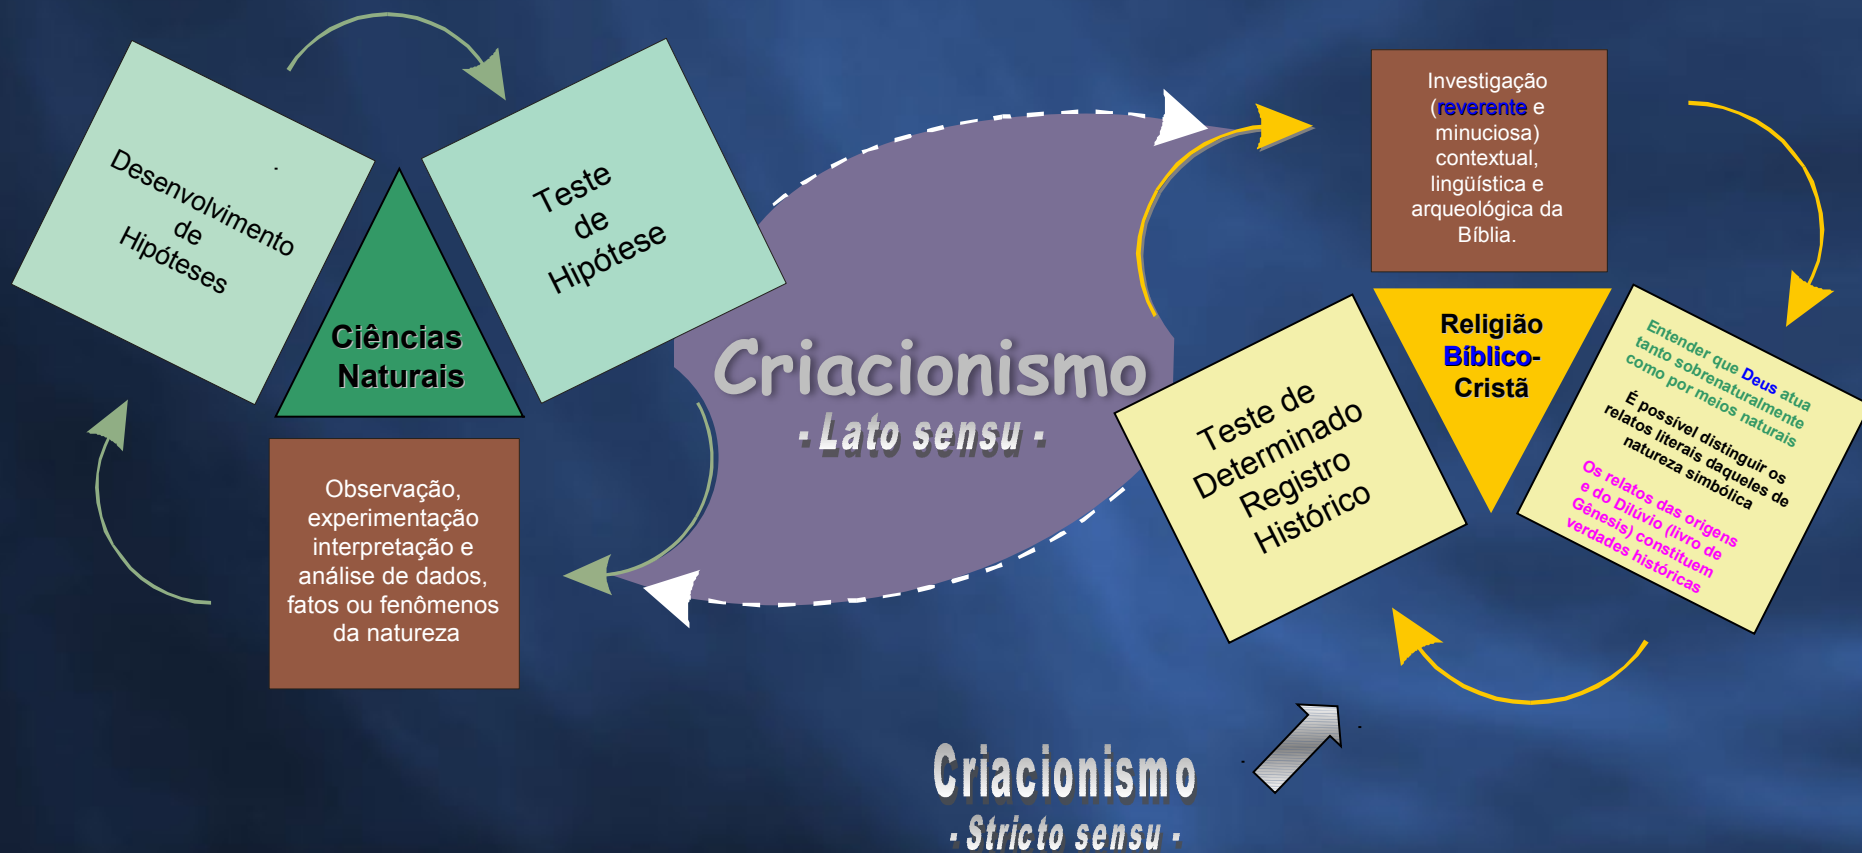 Desenvolvimento
de
Hipóteses
Teste
de
Hipótese
Ciências
Naturais
Observação,
experimentação
interpretação e
análise de dados,
fatos ou fenômenos
da natureza
Criacionismo
- Lato sensu -
Investigação
(reverente e
minuciosa)
contextual,
lingüística e
arqueológica da
Bíblia.
Religião
Bíblico-
Cristã
Entender que Deus atua
tanto sobrenaturalmente
como por meios naturais
É possível distinguir os
relatos literais daqueles de
natureza simbólica
Os relatos das origens
e do Dilúvio (livro de
Gênesis) constituem
verdades históricas
Teste de
Determinado
Registro
Histórico
Criacionismo
- Stricto sensu -